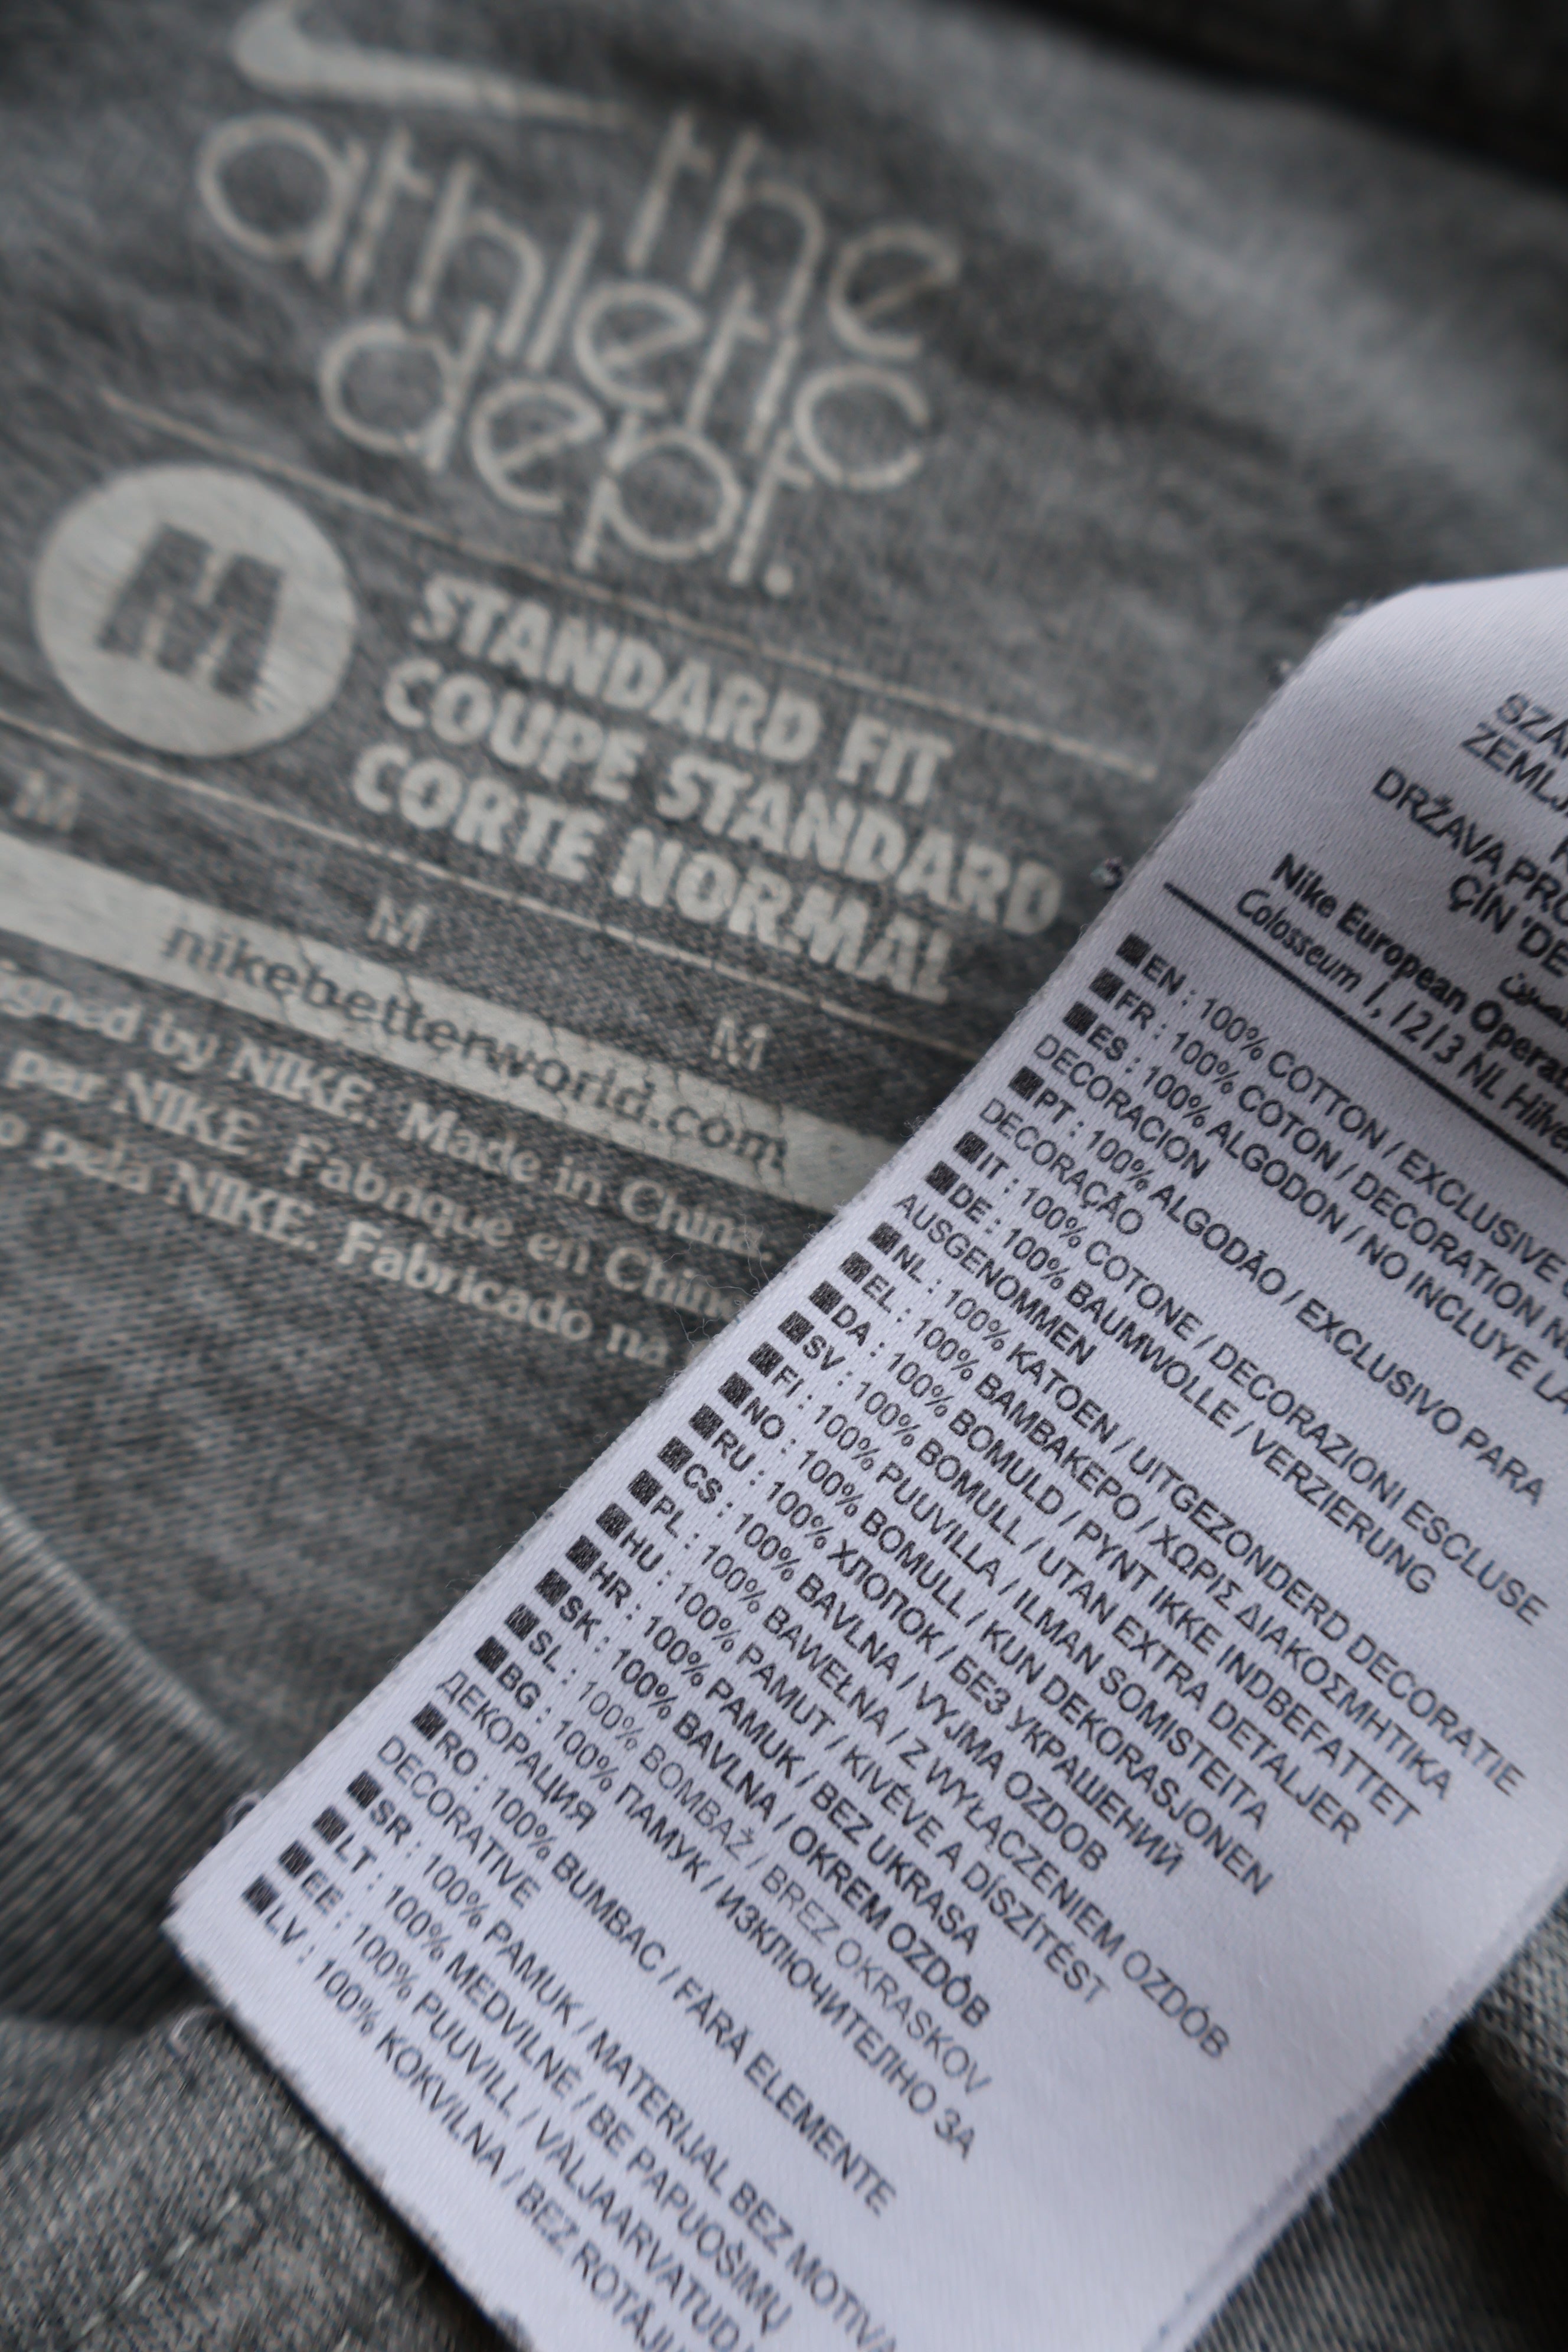 the
athletic
dept.
M
STANDARD FIT
COUPE STANDARD
CORTE NORMAL
M M M
nikebetterworld.com
by NIKE. Made in China.
par NIKE. Fabriqué en Chine
pela NIKE. Fabricado na
DRŽAVA
ÇİN 'DE
Nike European
Colosseum 1, 1213 NL
EN : 100% COTTON / EXCLUSIVE
FR : 100% COTON / DECORATION
ES : 100% ALGODON / NO INCLUYE LA
DECORACION
PT : 100% ALGODÃO / EXCLUSIVO PARA
DECORAÇÃO
IT : 100% COTONE / DECORAZIONI ESCLUSE
DE : 100% BAUMWOLLE / VERZIERUNG
AUSGENOMMEN
NL : 100% KATOEN / UITGEZONDERD DECORATIE
EL : 100% ΒΑΜΒΑΚΕΡΟ / ΧΩΡΙΣ ΔΙΑΚΟΣΜΗΤΙΚΑ
DA : 100% BOMULD / PYNT IKKE INDBEFATTET
SV : 100% BOMULL / UTAN EXTRA DETALJER
FI : 100% PUUVILLA / ILMAN SOMISTEITA
NO : 100% BOMULL / KUN DEKORASJONEN
RU : 100% ХЛОПОК / БЕЗ УКРАШЕНИЙ
CS : 100% BAVLNA / VYJMA OZDOB
PL : 100% BAWEŁNA / Z WYŁĄCZENIEM OZDÓB
HU : 100% PAMUT / KIVÉVE A DÍSZÍTÉST
HR : 100% PAMUK / BEZ UKRASA
SK : 100% BAVLNA / OKREM OZDÔB
SL : 100% BOMBAŽ / BREZ OKRASKOV
BG : 100% ПАМУК / ИЗКЛЮЧИТЕЛНО ЗА
ДЕКОРАЦИЯ
RO : 100% BUMBAC / FĂRĂ ELEMENTE
DECORATIVE
SR : 100% PAMUK / MATERIJAL BEZ MOTIVA
LT : 100% MEDVILNĖ / BE PAPUOŠIMŲ
EE : 100% PUUVILL /
LV : 100% KOKVILNA / BEZ